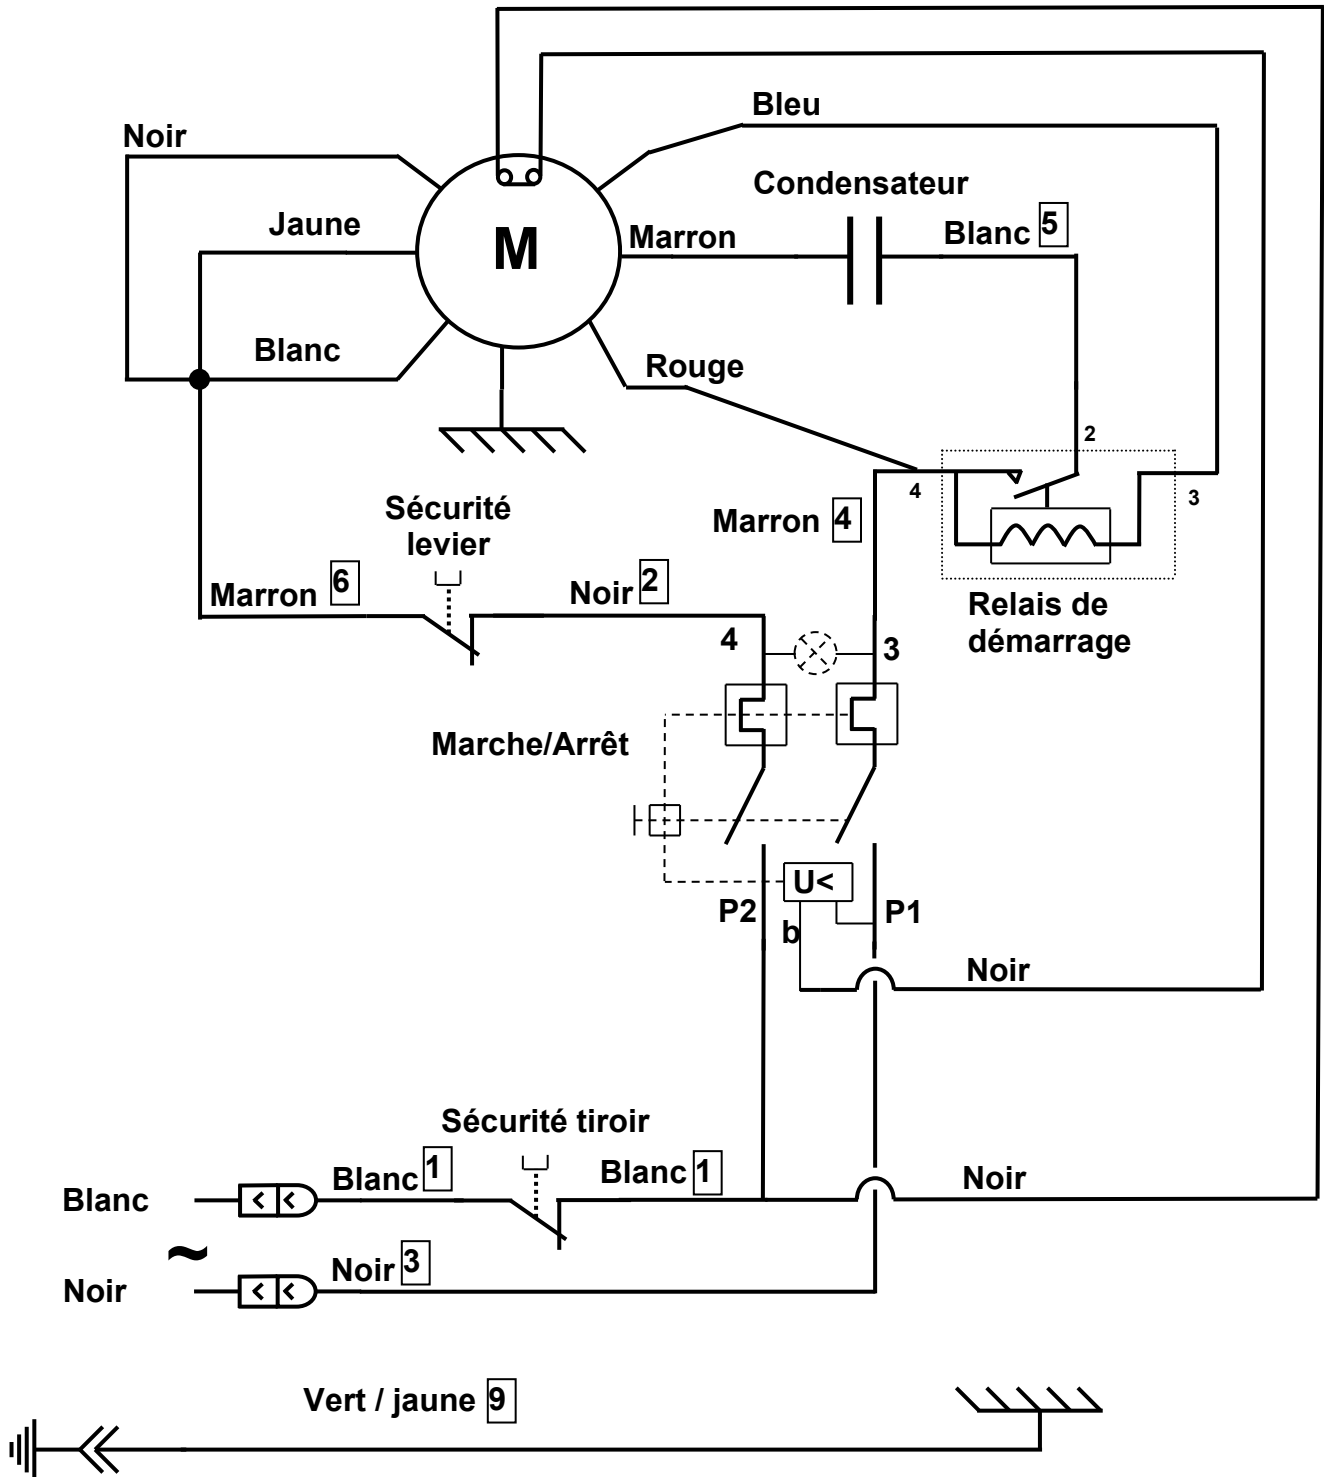 Bleu
Noir
Condensateur
Jaune
M
Marron
Blanc 5
Blanc
Rouge
2
4
3
Sécurité
levier
Marron 4
Marron 6
Noir 2
Relais de
démarrage
4
3
Marche/Arrêt
U<
P2
b
P1
Noir
Sécurité tiroir
Blanc
Blanc 1
Blanc 1
Noir
~
Noir
Noir 3
Vert / jaune 9